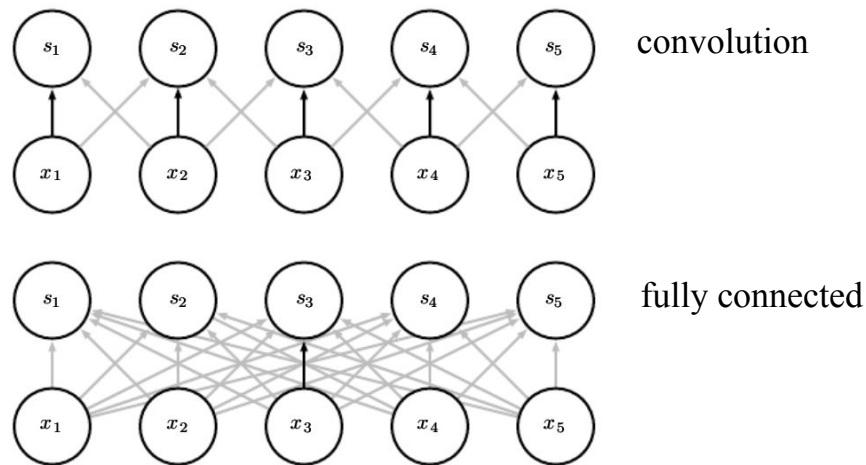 s₁ s₂ s₃ s₄ s₅ convolution
x₁ x₂ x₃ x₄ x₅
s₁ s₂ s₃ s₄ s₅ fully connected
x₁ x₂ x₃ x₄ x₅